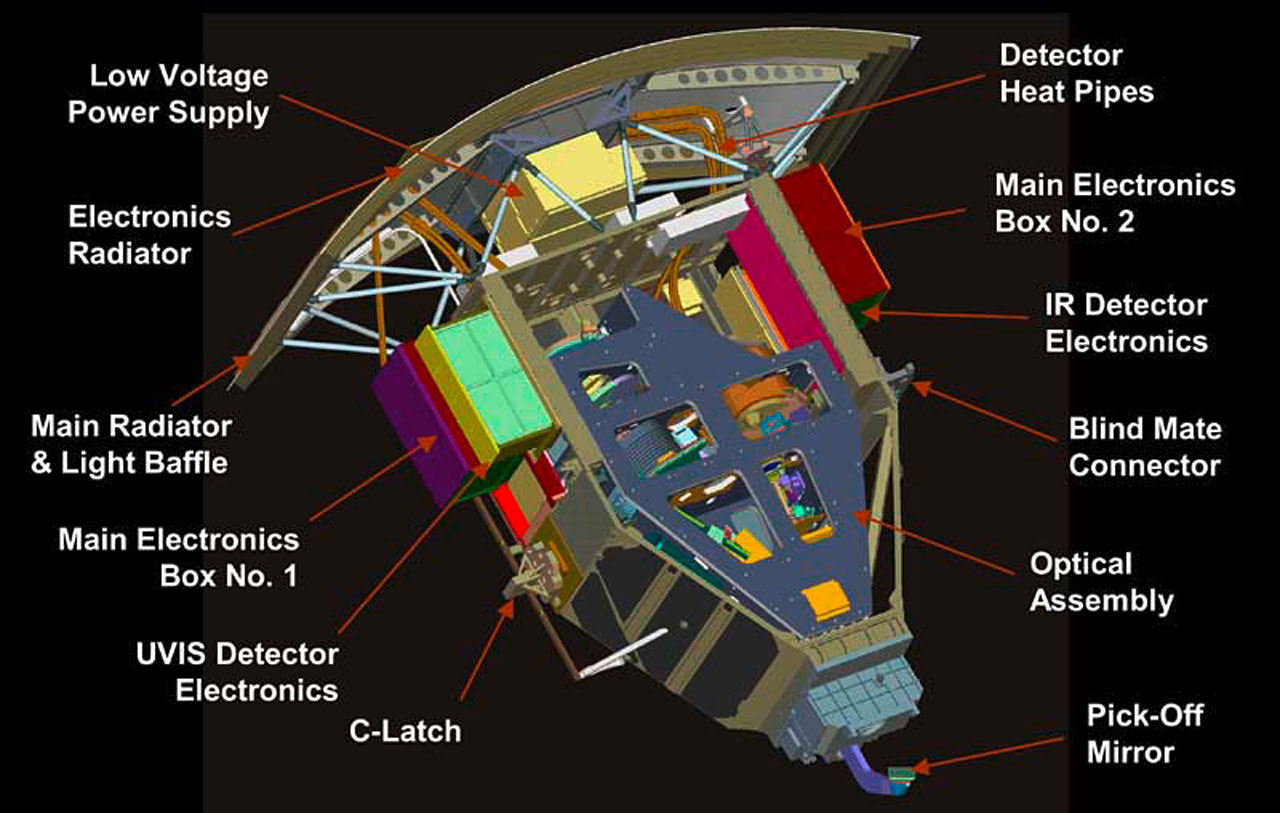 Low Voltage
Power Supply
Electronics
Radiator
Main Radiator
& Light Baffle
Main Electronics
Box No. 1
UVIS Detector
Electronics
C-Latch
Detector
Heat Pipes
Main Electronics
Box No. 2
IR Detector
Electronics
Blind Mate
Connector
Optical
Assembly
Pick-Off
Mirror